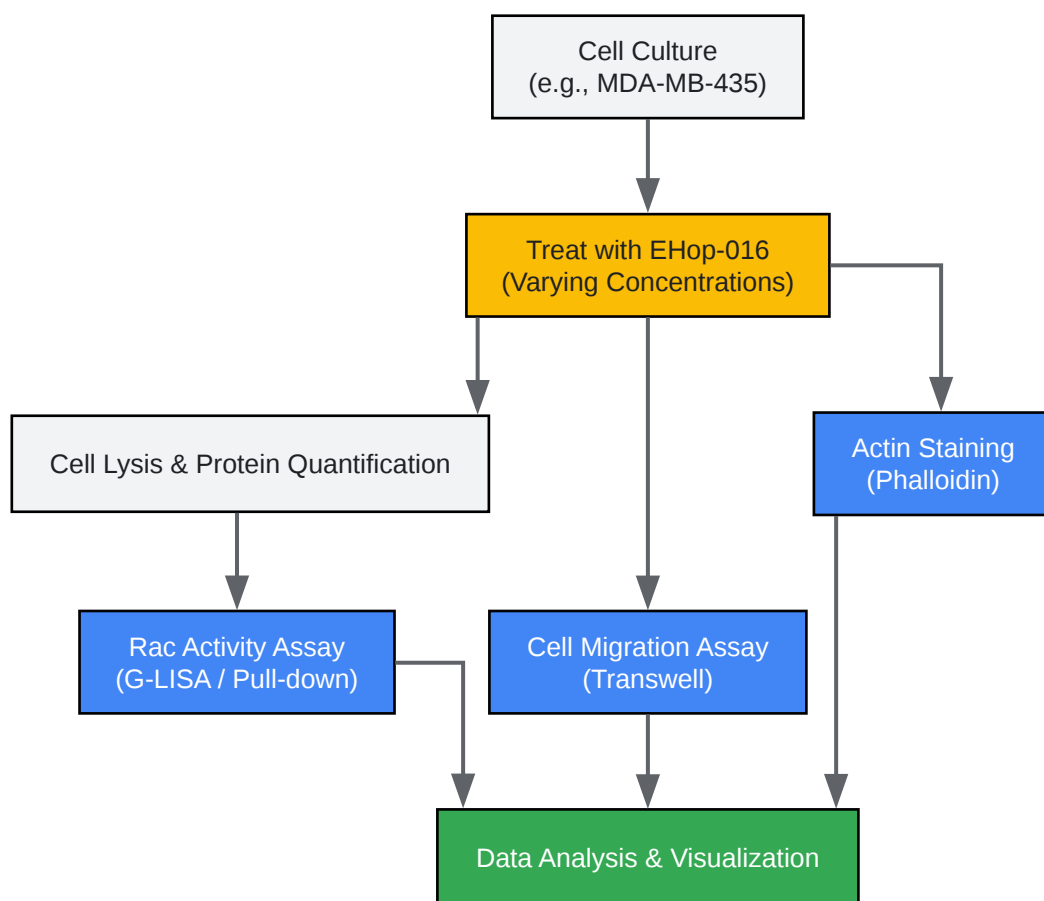 Cell Culture
(e.g., MDA-MB-435)
Treat with EHop-016
(Varying Concentrations)
Cell Lysis & Protein Quantification
Actin Staining
(Phalloidin)
Rac Activity Assay
(G-LISA / Pull-down)
Cell Migration Assay
(Transwell)
Data Analysis & Visualization